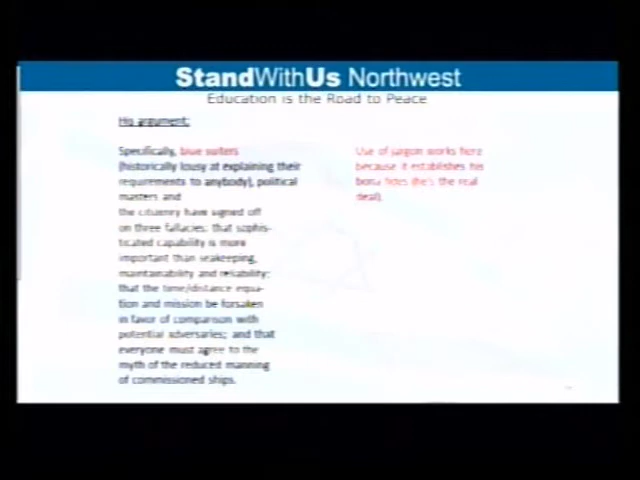 StandWithUs Northwest
Education is the Road to Peace
His argument:
Specifically, blue suiters
(historically lousy at explaining their
requirements to anybody), political
masters and
the citizenry have signed off
on three fallacies: that sophis-
ticated capability is more
important than seakeeping,
maintainability and reliability;
that the time/distance equa-
tion and mission be forsaken
in favor of comparison with
potential adversaries; and that
everyone must agree to the
myth of the reduced manning
of commissioned ships.
Use of jargon works here
because it establishes his
bona fides (he's the real
deal).